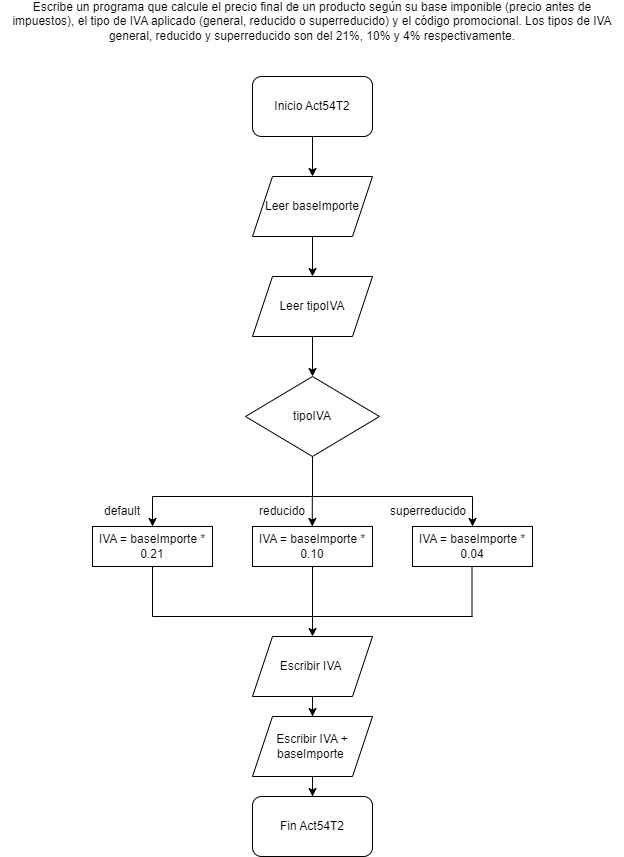 Escribe un programa que calcule el precio final de un producto según su base imponible (precio antes de
impuestos), el tipo de IVA aplicado (general, reducido o superreducido) y el código promocional. Los tipos de IVA
general, reducido y superreducido son del 21%, 10% y 4% respectivamente.
Inicio Act54T2
Leer baseImporte
Leer tipoIVA
tipoIVA
default
reducido
superreducido
IVA = baseImporte *
0.21
IVA = baseImporte *
0.10
IVA = baseImporte *
0.04
Escribir IVA
Escribir IVA +
baseImporte
Fin Act54T2